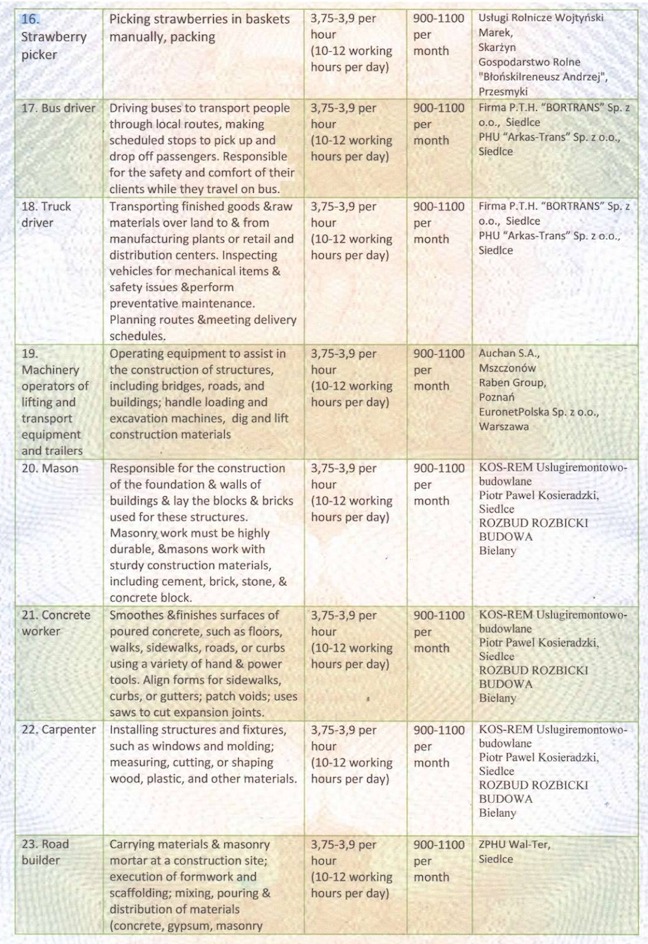 16.
Strawberry
picker
Picking strawberries in baskets
manually, packing
3,75-3,9 per
hour
(10-12 working
hours per day)
900-1100
per
month
Usługi Rolnicze Wojtyński
Marek,
Skarżyn
Gospodarstwo Rolne
"BłońskiIreneusz Andrzej",
Przesmyki
17. Bus driver
Driving buses to transport people
through local routes, making
scheduled stops to pick up and
drop off passengers. Responsible
for the safety and comfort of their
clients while they travel on bus.
3,75-3,9 per
hour
(10-12 working
hours per day)
900-1100
per
month
Firma P.T.H. "BORTRANS" Sp. z
o.o., Siedlce
PHU "Arkas-Trans" Sp. z o.o.,
Siedlce
18. Truck
driver
Transporting finished goods &raw
materials over land to & from
manufacturing plants or retail and
distribution centers. Inspecting
vehicles for mechanical items &
safety issues &perform
preventative maintenance.
Planning routes &meeting delivery
schedules.
3,75-3,9 per
hour
(10-12 working
hours per day)
900-1100
per
month
Firma P.T.H. "BORTRANS" Sp. z
o.o., Siedlce
PHU "Arkas-Trans" Sp. z o.o.,
Siedlce
19.
Machinery
operators of
lifting and
transport
equipment
and trailers
Operating equipment to assist in
the construction of structures,
including bridges, roads, and
buildings; handle loading and
excavation machines, dig and lift
construction materials
3,75-3,9 per
hour
(10-12 working
hours per day)
900-1100
per
month
Auchan S.A.,
Mszczonów
Raben Group,
Poznań
EuronetPolska Sp. z o.o.,
Warszawa
20. Mason
Responsible for the construction
of the foundation & walls of
buildings & lay the blocks & bricks
used for these structures.
Masonry work must be highly
durable, &masons work with
sturdy construction materials,
including cement, brick, stone, &
concrete block.
3,75-3,9 per
hour
(10-12 working
hours per day)
900-1100
per
month
KOS-REM Uslugiremontowo-
budowlane
Piotr Pawel Kosieradzki,
Siedlce
ROZBUD ROZBICKI
BUDOWA
Bielany
21. Concrete
worker
Smoothes &finishes surfaces of
poured concrete, such as floors,
walks, sidewalks, roads, or curbs
using a variety of hand & power
tools. Align forms for sidewalks,
curbs, or gutters; patch voids; uses
saws to cut expansion joints.
3,75-3,9 per
hour
(10-12 working
hours per day)
900-1100
per
month
KOS-REM Uslugiremontowo-
budowlane
Piotr Pawel Kosieradzki,
Siedlce
ROZBUD ROZBICKI
BUDOWA
Bielany
22. Carpenter
Installing structures and fixtures,
such as windows and molding;
measuring, cutting, or shaping
wood, plastic, and other materials.
3,75-3,9 per
hour
(10-12 working
hours per day)
900-1100
per
month
KOS-REM Uslugiremontowo-
budowlane
Piotr Pawel Kosieradzki,
Siedlce
ROZBUD ROZBICKI
BUDOWA
Bielany
23. Road
builder
Carrying materials & masonry
mortar at a construction site;
execution of formwork and
scaffolding; mixing, pouring &
distribution of materials
(concrete, gypsum, masonry
3,75-3,9 per
hour
(10-12 working
hours per day)
900-1100
per
month
ZPHU Wal-Ter,
Siedlce